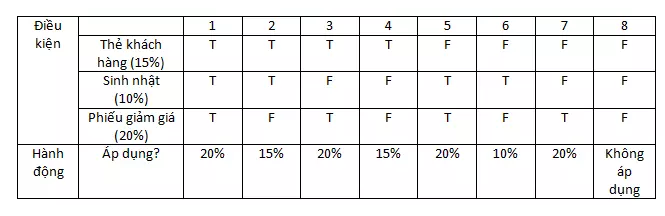 Điều kiện 1 2 3 4 5 6 7 8
Thẻ khách hàng (15%) T T T T F F F F
Sinh nhật (10%) T T F F T T F F
Phiếu giảm giá (20%) T F T F T F T F
Hành động Áp dụng? 20% 15% 20% 15% 20% 10% 20% Không áp dụng